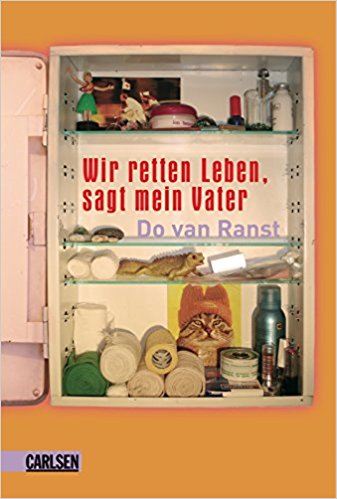 Wir retten Leben,
sagt mein Vater
Do van Ranst
CARLSEN